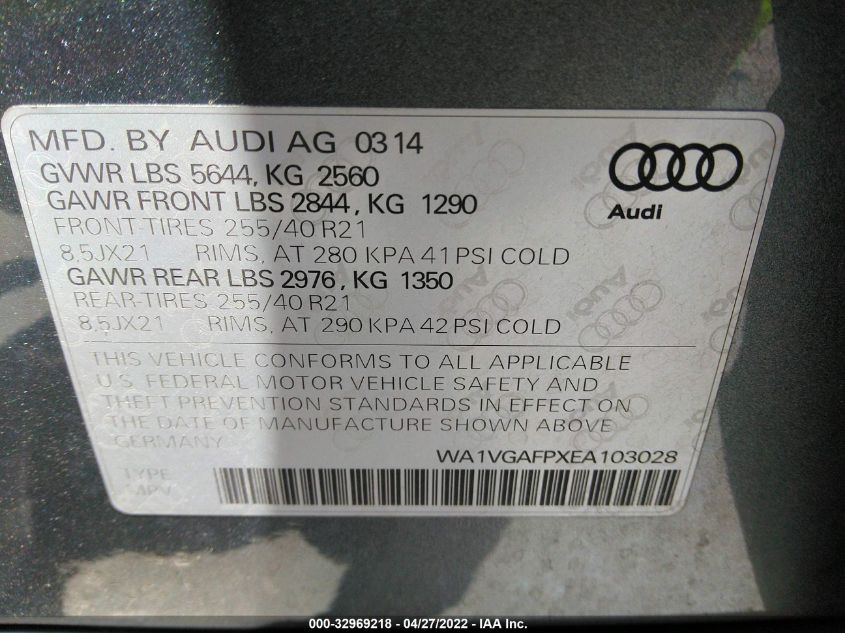 MFD. BY AUDI AG 03 14
GVWR LBS 5644, KG 2560
GAWR FRONT LBS 2844, KG 1290
FRONT-TIRES 255/40 R21
8,5JX21 RIMS, AT 280 KPA 41 PSI COLD
GAWR REAR LBS 2976, KG 1350
REAR-TIRES 255/40 R21
8,5JX21 RIMS, AT 290 KPA 42 PSI COLD
Audi
THIS VEHICLE CONFORMS TO ALL APPLICABLE
U.S. FEDERAL MOTOR VEHICLE SAFETY AND
THEFT PREVENTION STANDARDS IN EFFECT ON
THE DATE OF MANUFACTURE SHOWN ABOVE
GERMANY
WA1VGAFPXEA103028
TYPE
MPV
000-32969218 - 04/27/2022 - IAA Inc.